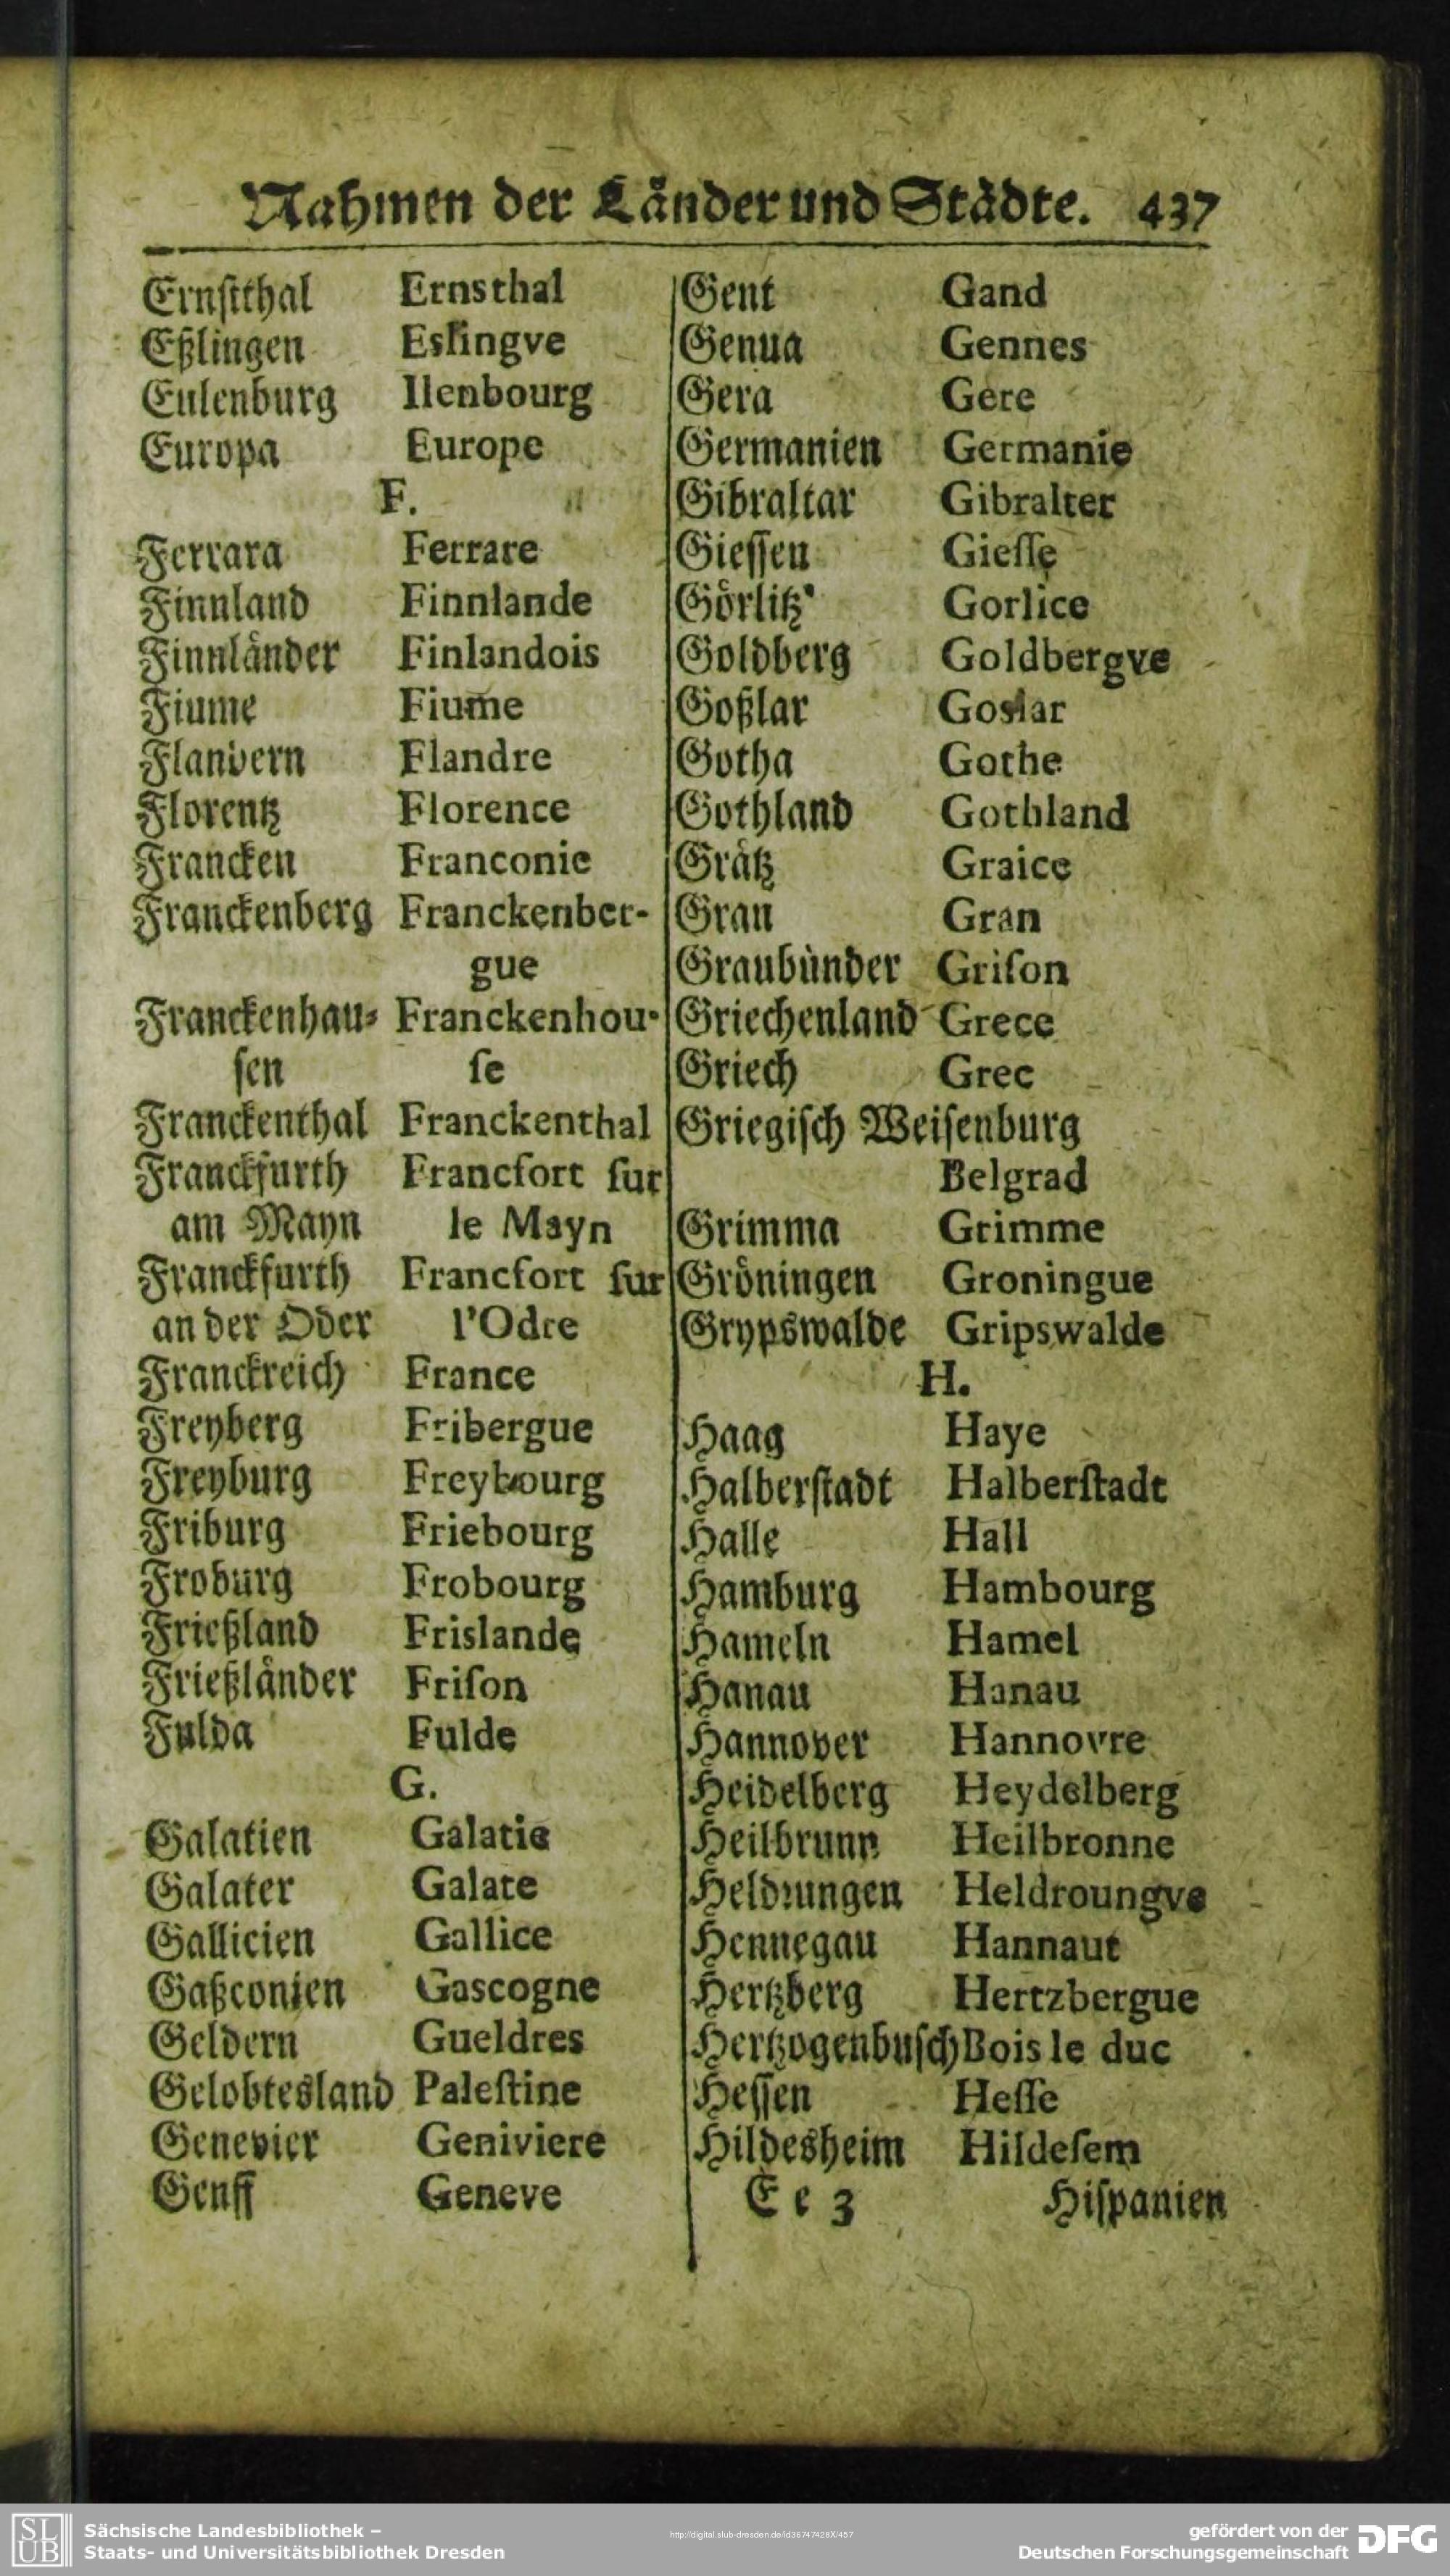 Nahmen der Länder und Städte. 437
Ernstthal Ernsthal
Eßlingen Eslingve
Eulenburg Ilenbourg
Europa Europe
F.
Ferrara Ferrare
Finnland Finnlande
Finnländer Finlandois
Fiume Fiume
Flandern Flandre
Florentz Florence
Francken Franconie
Franckenberg Franckenber-
gue
Franckenhau- Franckenhou-
sen ſe
Franckenthal Franckenthal
Franckfurth Francfort ſur
am Mayn le Mayn
Franckfurth Francfort ſur
an der Oder l'Odre
Franckreich France
Freyberg Fribergue
Freyburg Freybourg
Friburg Friebourg
Froburg Frobourg
Frießland Frislande
Frießländer Friſon
Fulda Fulde
G.
Galatien Galatie
Galater Galate
Gallicien Gallice
Gaßconien Gascogne
Geldern Gueldres
Gelobtesland Paleſtine
Genevier Geniviere
Genff Geneve
Gent Gand
Genua Gennes
Gera Gere
Germanien Germanie
Gibraltar Gibralter
Gieſſen Gieſſe
Görlitz Gorlice
Goldberg Goldbergve
Goßlar Goslar
Gotha Gothe
Gothland Gothland
Grätz Graice
Gran Gran
Graubünder Griſon
Griechenland Grece
Griech Grec
Griegiſch Weiſenburg
Belgrad
Grimma Grimme
Gröningen Groningue
Grypswalde Gripswalde
H.
Haag Haye
Halberſtadt Halberſtadt
Halle Hall
Hamburg Hambourg
Hameln Hamel
Hanau Hanau
Hannover Hannovre
Heidelberg Heydelberg
Heilbrunn Heilbronne
Heldrungen Heldroungve
Hennegau Hannaut
Hertzberg Hertzbergue
Hertzogenbuſch Bois le duc
Heſſen Heſſe
Hildesheim Hildeſem
E e 3 Hiſpanien
SLUB
Sächsische Landesbibliothek –
Staats- und Universitätsbibliothek Dresden
http://digital.slub-dresden.de/id36747428X/457
gefördert von der
Deutschen Forschungsgemeinschaft
DFG